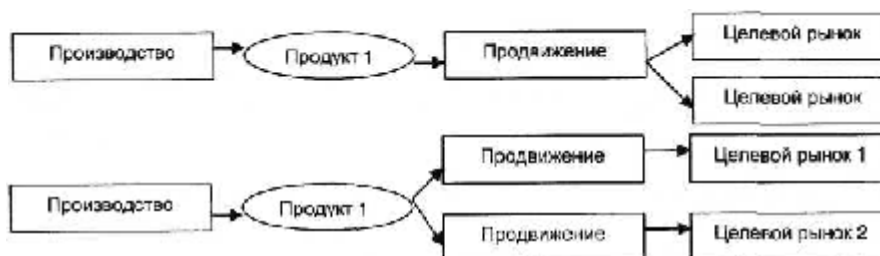 Производство
Продукт 1
Продвижение
Целевой рынок
Целевой рынок
Производство
Продукт 1
Продвижение
Целевой рынок 1
Продвижение
Целевой рынок 2